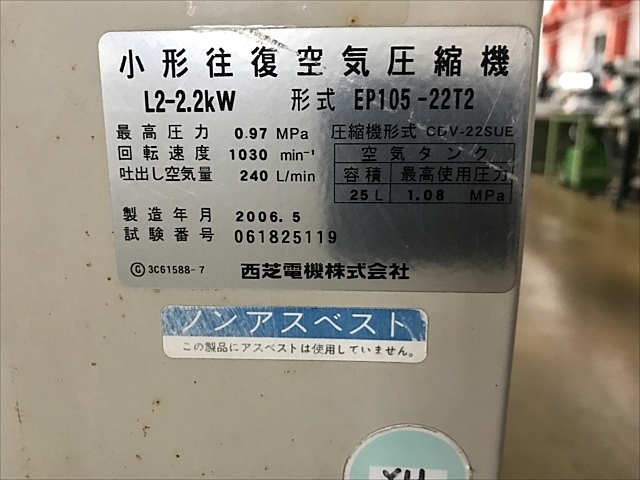 小形往復空気圧縮機
L2-2.2kW 形式 EP105-22T2
最高圧力 0.97 MPa 圧縮機形式 CDV-22SUE
回転速度 1030 min⁻¹ 空気タンク
吐出し空気量 240 L/min 容積 最高使用圧力
25 L 1.08 MPa
製造年月 2006.5
試験番号 061825119
Ⓖ 3C61588-7 西芝電機株式会社
ノンアスベスト
この製品にアスベストは使用していません。